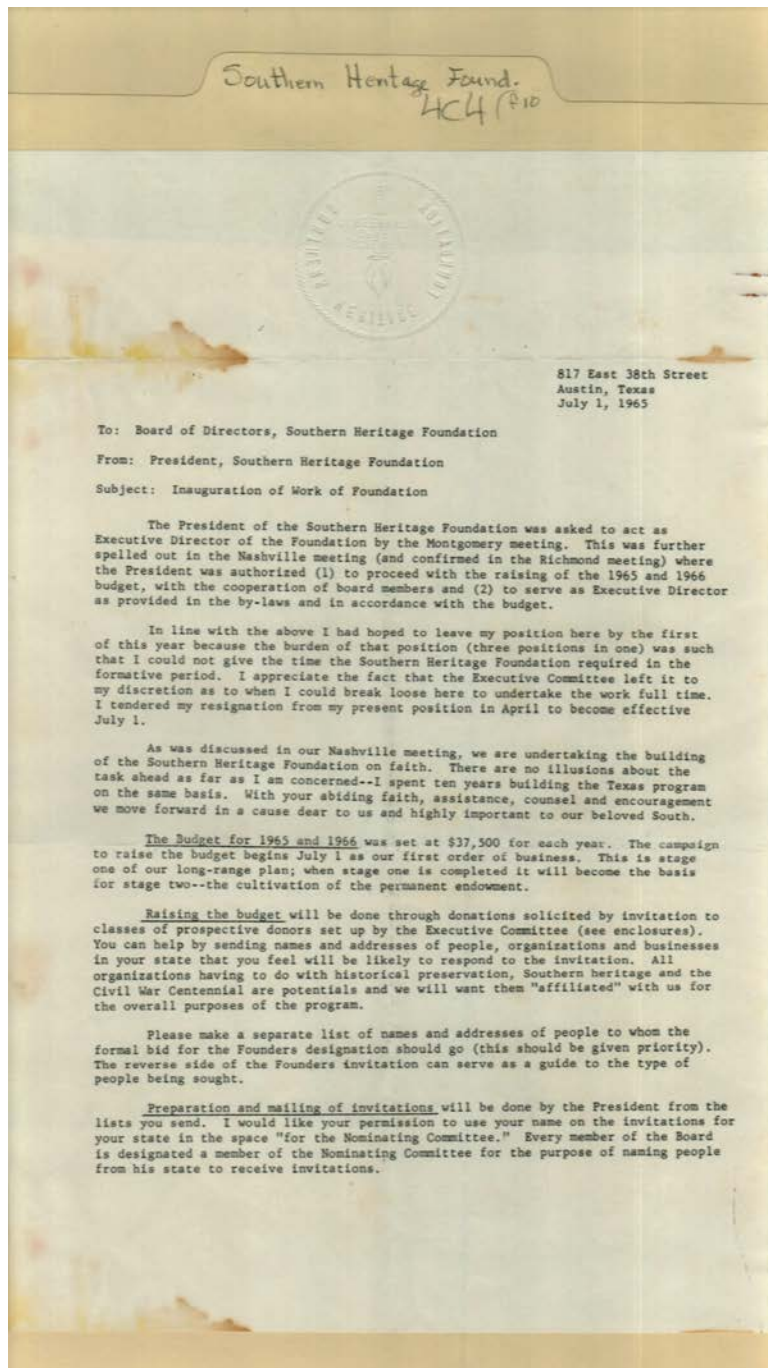 Southern Heritage Found.
4C4 (f10
SOUTHERN HERITAGE FOUNDATION
817 East 38th Street
Austin, Texas
July 1, 1965
To: Board of Directors, Southern Heritage Foundation
From: President, Southern Heritage Foundation
Subject: Inauguration of Work of Foundation
The President of the Southern Heritage Foundation was asked to act as
Executive Director of the Foundation by the Montgomery meeting. This was further
spelled out in the Nashville meeting (and confirmed in the Richmond meeting) where
the President was authorized (1) to proceed with the raising of the 1965 and 1966
budget, with the cooperation of board members and (2) to serve as Executive Director
as provided in the by-laws and in accordance with the budget.
In line with the above I had hoped to leave my position here by the first
of this year because the burden of that position (three positions in one) was such
that I could not give the time the Southern Heritage Foundation required in the
formative period. I appreciate the fact that the Executive Committee left it to
my discretion as to when I could break loose here to undertake the work full time.
I tendered my resignation from my present position in April to become effective
July 1.
As was discussed in our Nashville meeting, we are undertaking the building
of the Southern Heritage Foundation on faith. There are no illusions about the
task ahead as far as I am concerned--I spent ten years building the Texas program
on the same basis. With your abiding faith, assistance, counsel and encouragement
we move forward in a cause dear to us and highly important to our beloved South.
The Budget for 1965 and 1966 was set at $37,500 for each year. The campaign
to raise the budget begins July 1 as our first order of business. This is stage
one of our long-range plan; when stage one is completed it will become the basis
for stage two--the cultivation of the permanent endowment.
Raising the budget will be done through donations solicited by invitation to
classes of prospective donors set up by the Executive Committee (see enclosures).
You can help by sending names and addresses of people, organizations and businesses
in your state that you feel will be likely to respond to the invitation. All
organizations having to do with historical preservation, Southern heritage and the
Civil War Centennial are potentials and we will want them "affiliated" with us for
the overall purposes of the program.
Please make a separate list of names and addresses of people to whom the
formal bid for the Founders designation should go (this should be given priority).
The reverse side of the Founders invitation can serve as a guide to the type of
people being sought.
Preparation and mailing of invitations will be done by the President from the
lists you send. I would like your permission to use your name on the invitations for
your state in the space "for the Nominating Committee." Every member of the Board
is designated a member of the Nominating Committee for the purpose of naming people
from his state to receive invitations.